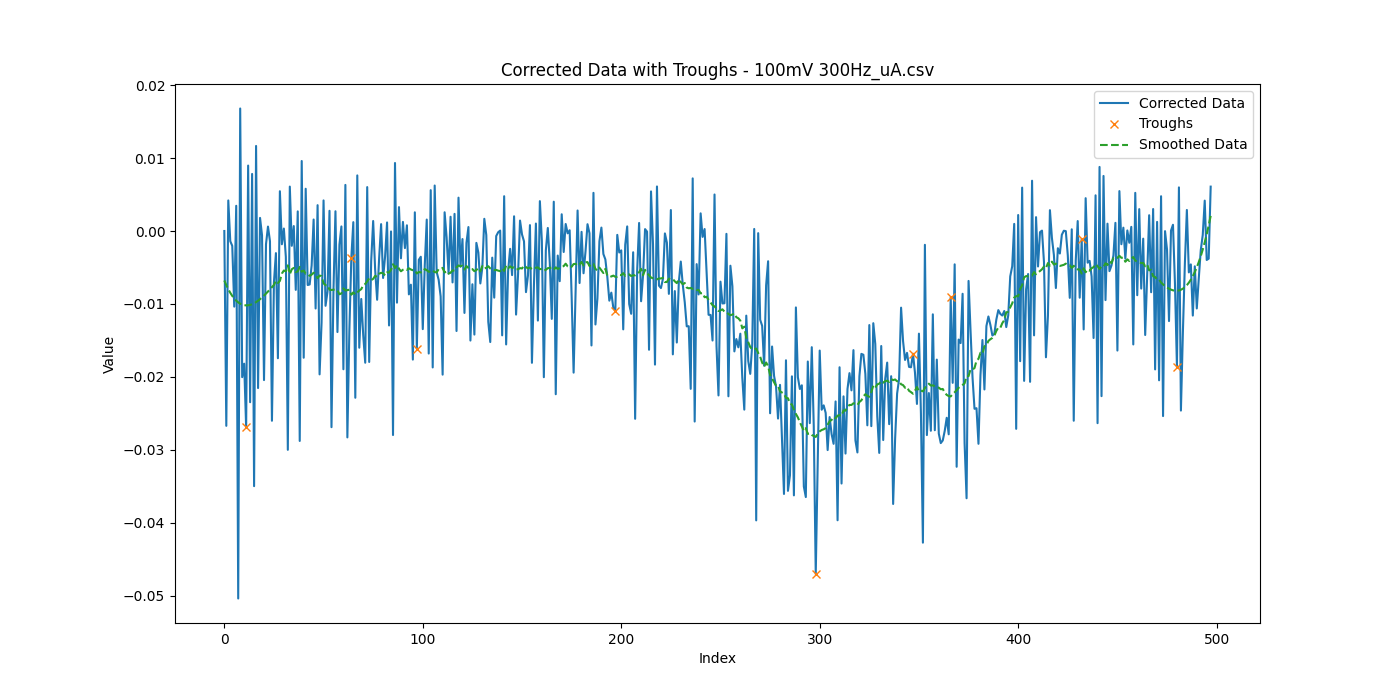 Corrected Data with Troughs - 100mV 300Hz_uA.csv
0.02
0.01
0.00
−0.01
−0.02
−0.03
−0.04
−0.05
Value
Corrected Data
Troughs
Smoothed Data
0
100
200
300
400
500
Index